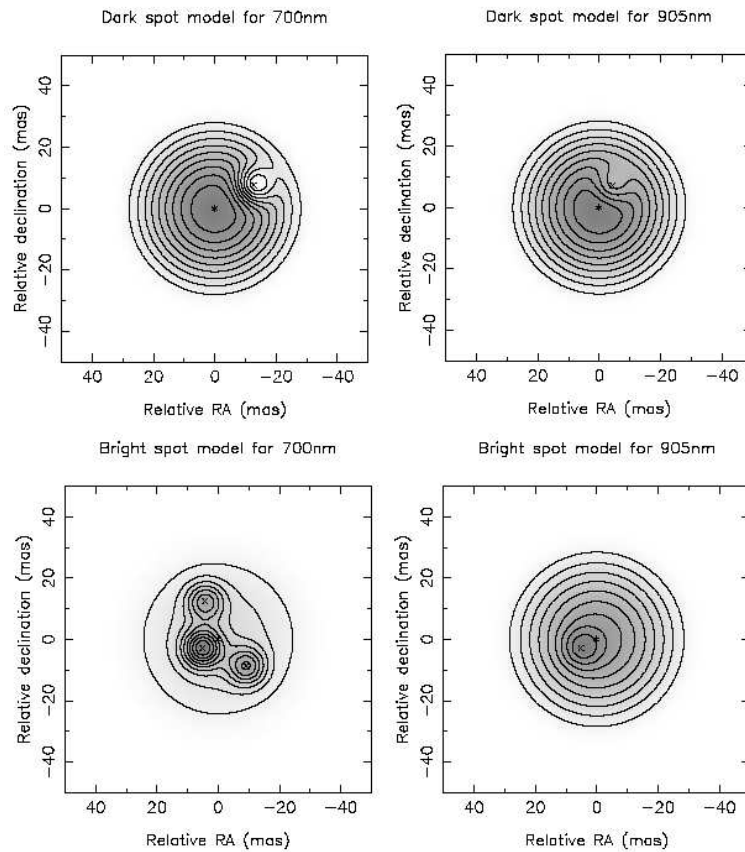 Dark spot model for 700nm
Relative declination (mas)
40
20
0
−20
−40
40 20 0 −20 −40
Relative RA (mas)
Dark spot model for 905nm
Relative declination (mas)
40
20
0
−20
−40
40 20 0 −20 −40
Relative RA (mas)
Bright spot model for 700nm
Relative declination (mas)
40
20
0
−20
−40
40 20 0 −20 −40
Relative RA (mas)
Bright spot model for 905nm
Relative declination (mas)
40
20
0
−20
−40
40 20 0 −20 −40
Relative RA (mas)